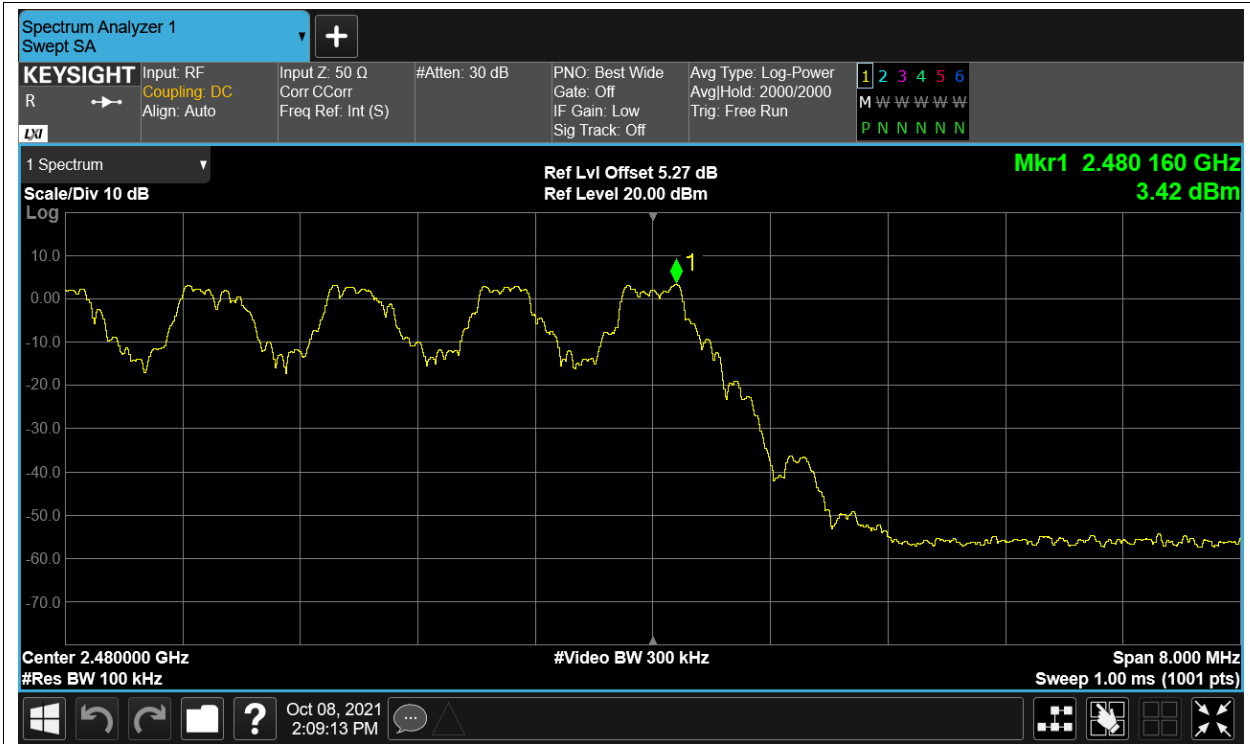 Spectrum Analyzer 1
Swept SA
KEYSIGHT
R
LXI
Input: RF
Coupling: DC
Align: Auto
Input Z: 50 Ω
Corr CCorr
Freq Ref: Int (S)
#Atten: 30 dB
PNO: Best Wide
Gate: Off
IF Gain: Low
Sig Track: Off
Avg Type: Log-Power
Avg|Hold: 2000/2000
Trig: Free Run
1 2 3 4 5 6
M W W W W W
P N N N N N
1 Spectrum
Scale/Div 10 dB
Log
Ref Lvl Offset 5.27 dB
Ref Level 20.00 dBm
Mkr1 2.480 160 GHz
3.42 dBm
1
10.0
0.00
-10.0
-20.0
-30.0
-40.0
-50.0
-60.0
-70.0
Center 2.480000 GHz
#Res BW 100 kHz
#Video BW 300 kHz
Span 8.000 MHz
Sweep 1.00 ms (1001 pts)
?
Oct 08, 2021
2:09:13 PM